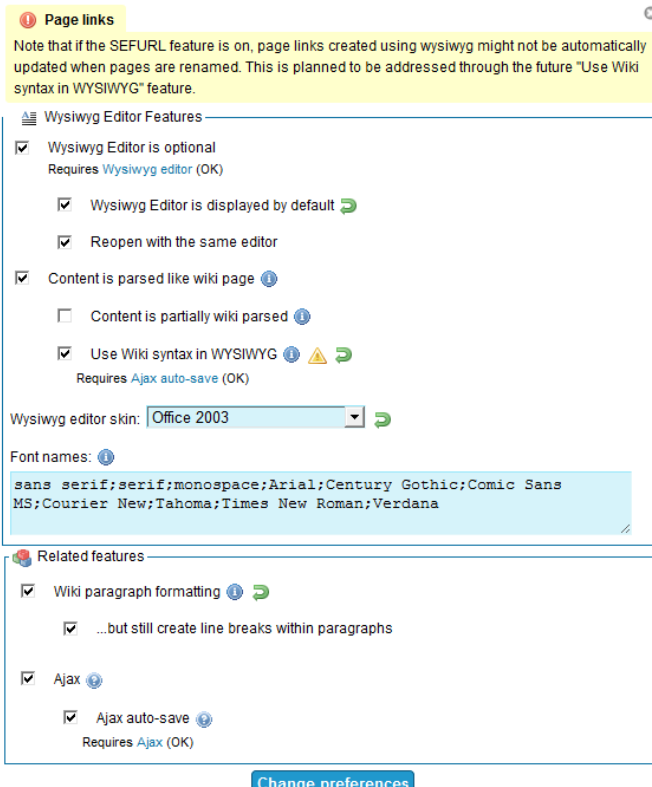 Page links
Note that if the SEFURL feature is on, page links created using wysiwyg might not be automatically
updated when pages are renamed. This is planned to be addressed through the future "Use Wiki
syntax in WYSIWYG" feature.
Wysiwyg Editor Features
Wysiwyg Editor is optional
Requires Wysiwyg editor (OK)
Wysiwyg Editor is displayed by default
Reopen with the same editor
Content is parsed like wiki page
Content is partially wiki parsed
Use Wiki syntax in WYSIWYG
Requires Ajax auto-save (OK)
Wysiwyg editor skin: Office 2003
Font names:
sans serif;serif;monospace;Arial;Century Gothic;Comic Sans
MS;Courier New;Tahoma;Times New Roman;Verdana
Related features
Wiki paragraph formatting
...but still create line breaks within paragraphs
Ajax
Ajax auto-save
Requires Ajax (OK)
Change preferences